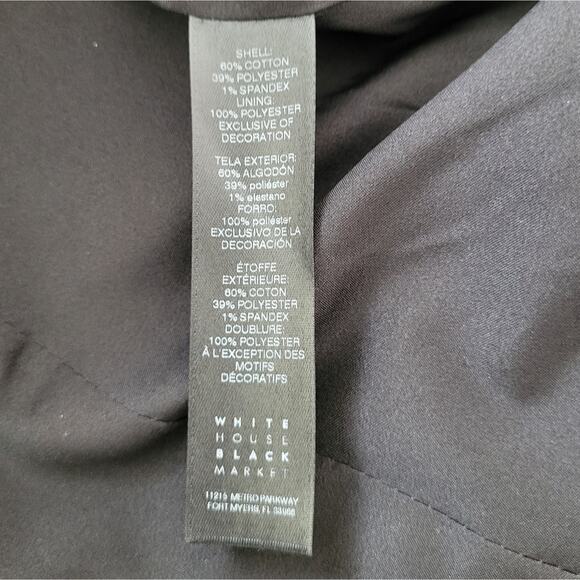 SHELL:
60% COTTON
39% POLYESTER
1% SPANDEX
LINING:
100% POLYESTER
EXCLUSIVE OF
DECORATION
TELA EXTERIOR:
60% ALGODÓN
39% poliéster
1% elastano
FORRO:
100% poliéster
EXCLUSIVO DE LA
DECORACIÓN
ÉTOFFE
EXTÉRIEURE:
60% COTON
39% POLYESTER
1% SPANDEX
DOUBLURE:
100% POLYESTER
À L'EXCEPTION DES
MOTIFS
DÉCORATIFS
WHITE
HOUSE
BLACK
MARKET
11215 METRO PARKWAY
FORT MYERS, FL 33966